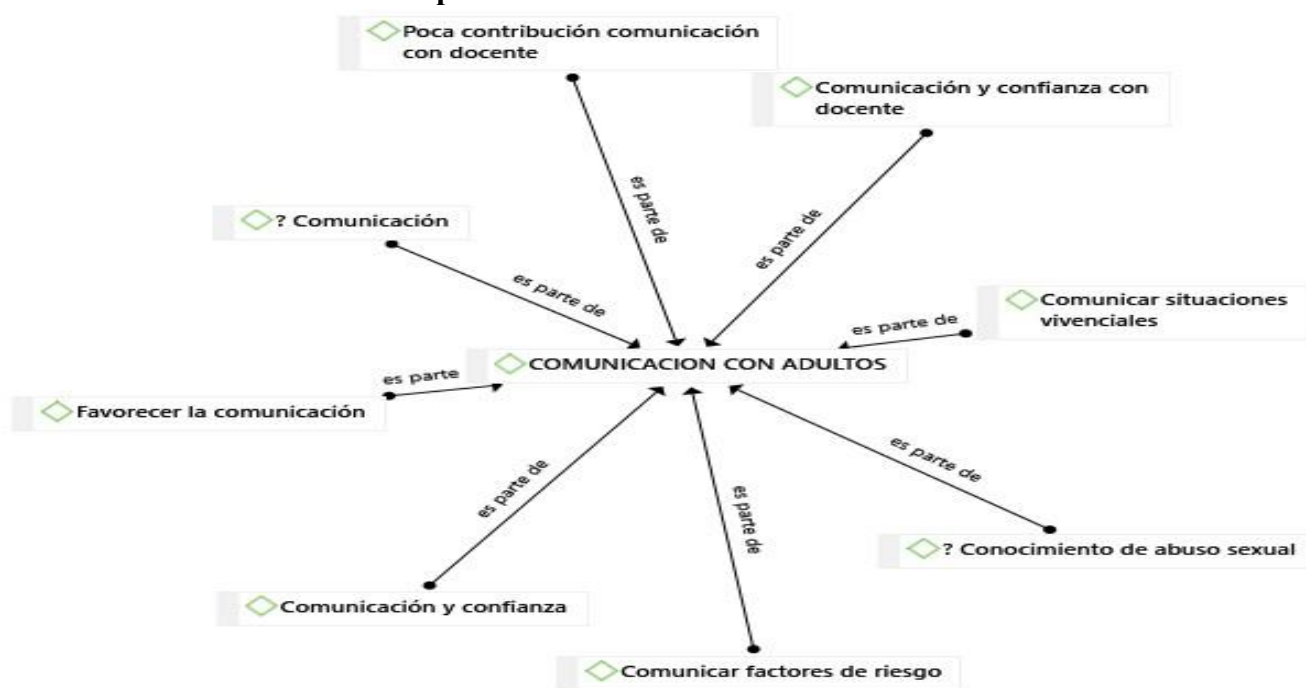 Poca contribución comunicación
con docente
Comunicación y confianza con
docente
es parte de
es parte de
? Comunicación
es parte de
Comunicar situaciones
vivenciales
es parte de
COMUNICACION CON ADULTOS
es parte
Favorecer la comunicación
es parte de
es parte de
es parte de
? Conocimiento de abuso sexual
Comunicación y confianza
Comunicar factores de riesgo